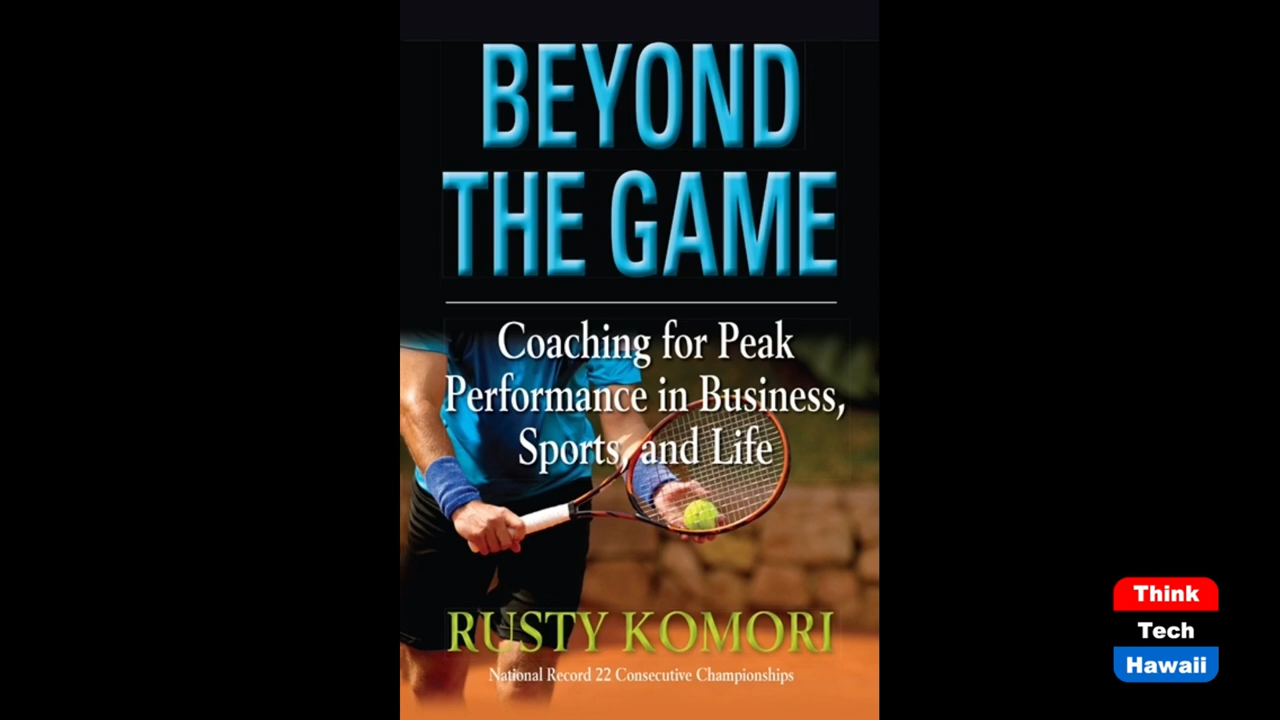 BEYOND
THE GAME
Coaching for Peak
Performance in Business,
Sports, and Life
RUSTY KOMORI
National Record 22 Consecutive Championships
Think
Tech
Hawaii